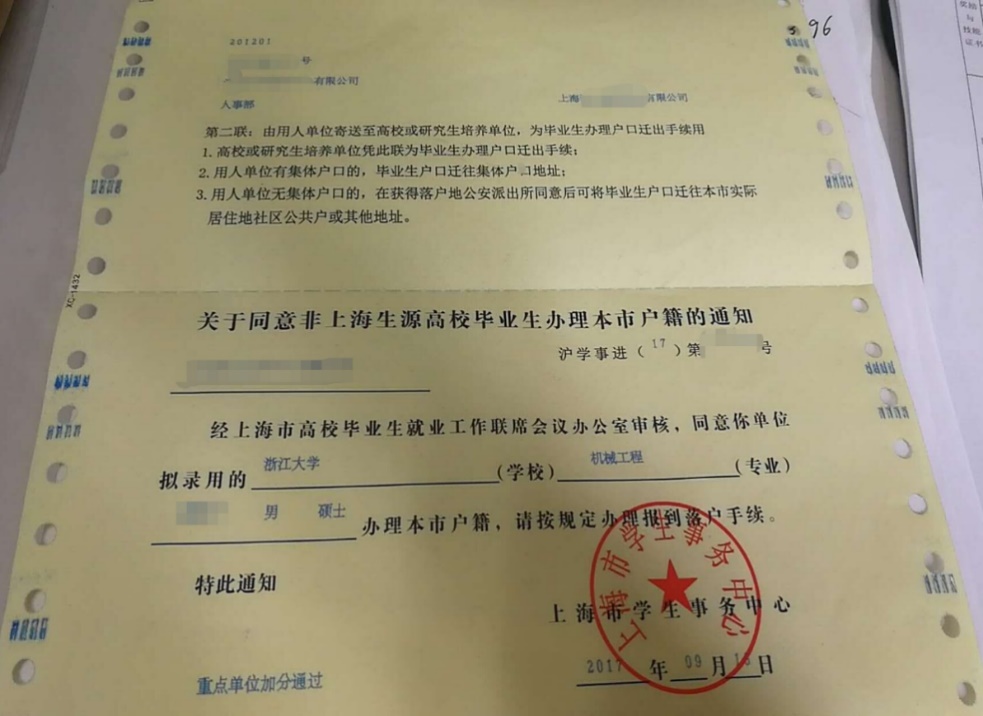 96
201201
号
有限公司
人事部
上海 有限公司
第二联：由用人单位寄送至高校或研究生培养单位，为毕业生办理户口迁出手续用
1.高校或研究生培养单位凭此联为毕业生办理户口迁出手续；
2.用人单位有集体户口的，毕业生户口迁往集体户口地址；
3.用人单位无集体户口的，在获得落户地公安派出所同意后可将毕业生户口迁往本市实际
居住地社区公共户或其他地址。
XC-1432
关于同意非上海生源高校毕业生办理本市户籍的通知
沪学事进（17）第 号
经上海市高校毕业生就业工作联席会议办公室审核，同意你单位
拟录用的 浙江大学 （学校） 机械工程 （专业）
男 硕士 办理本市户籍，请按规定办理报到落户手续。
特此通知
上海市学生事务中心
上海市学生事务中心
2017 年 09 月 日
重点单位加分通过
奖惩
与
技能
证书